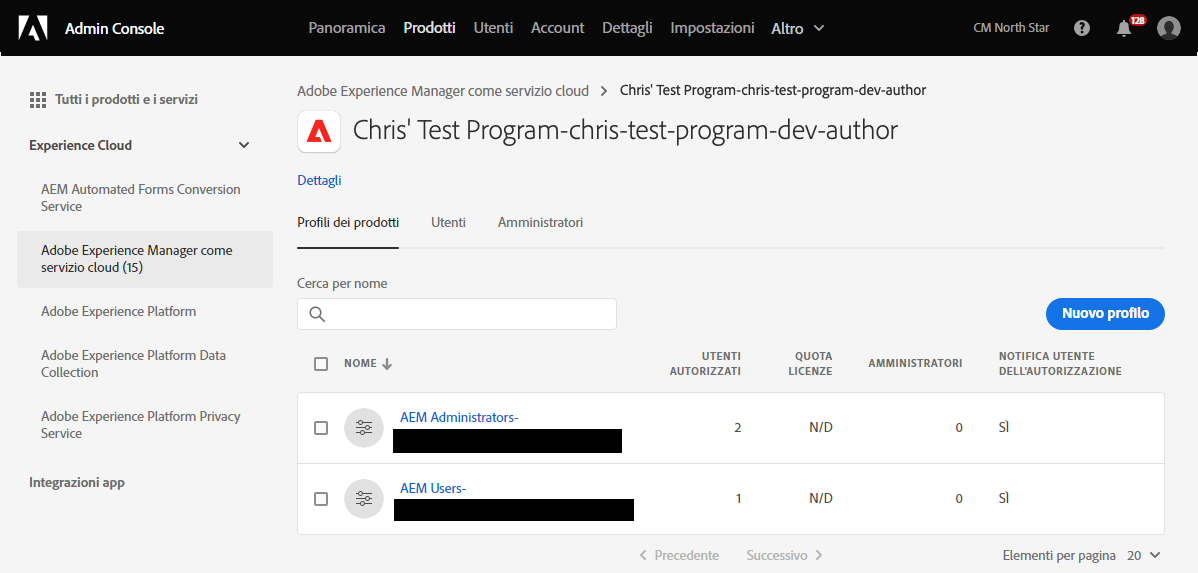 Admin Console
Panoramica Prodotti Utenti Account Dettagli Impostazioni Altro
CM North Star
128
Tutti i prodotti e i servizi
Experience Cloud
AEM Automated Forms Conversion
Service
Adobe Experience Manager come
servizio cloud (15)
Adobe Experience Platform
Adobe Experience Platform Data
Collection
Adobe Experience Platform Privacy
Service
Integrazioni app
Adobe Experience Manager come servizio cloud > Chris' Test Program-chris-test-program-dev-author
Chris' Test Program-chris-test-program-dev-author
Dettagli
Profili dei prodotti Utenti Amministratori
Cerca per nome
Nuovo profilo
NOME
UTENTI
AUTORIZZATI
QUOTA
LICENZE
AMMINISTRATORI
NOTIFICA UTENTE
DELL'AUTORIZZAZIONE
AEM Administrators-
2 N/D 0 SÌ
AEM Users-
1 N/D 0 SÌ
Precedente Successivo
Elementi per pagina 20